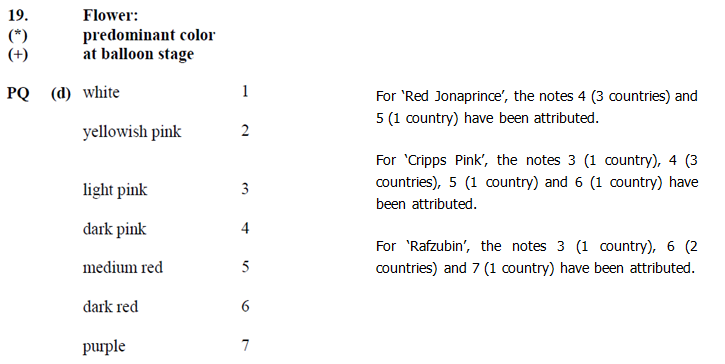 19. Flower:
(*) predominant color
(+) at balloon stage
PQ (d) white 1
yellowish pink 2
light pink 3
dark pink 4
medium red 5
dark red 6
purple 7
For ‘Red Jonaprince’, the notes 4 (3 countries) and
5 (1 country) have been attributed.
For ‘Cripps Pink’, the notes 3 (1 country), 4 (3
countries), 5 (1 country) and 6 (1 country) have
been attributed.
For ‘Rafzubin’, the notes 3 (1 country), 6 (2
countries) and 7 (1 country) have been attributed.